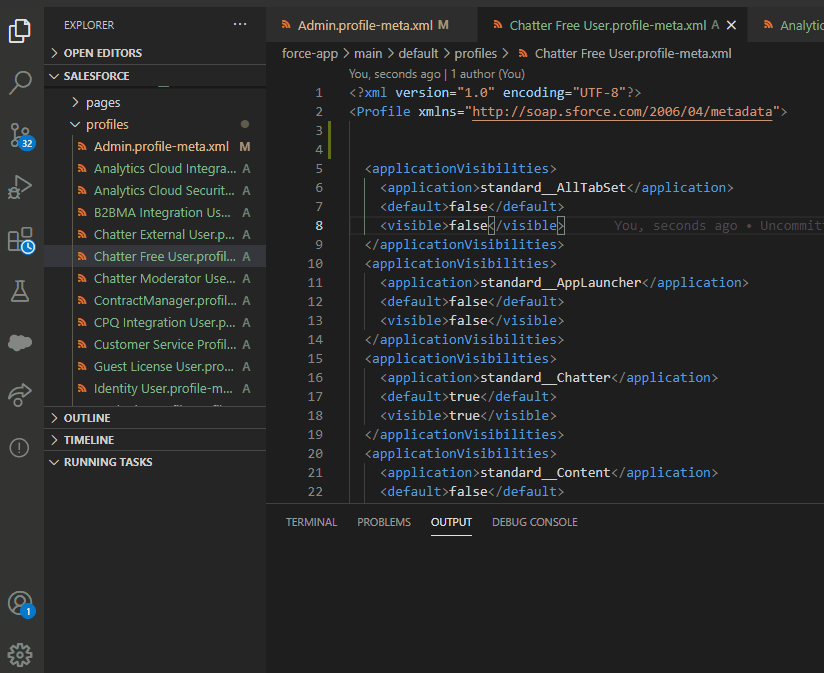 EXPLORER ···
OPEN EDITORS
SALESFORCE
pages
profiles
Admin.profile-meta.xml M
Analytics Cloud Integra... A
Analytics Cloud Securit... A
B2BMA Integration Us... A
Chatter External User.p... A
Chatter Free User.profil... A
Chatter Moderator Use... A
ContractManager.profil... A
CPQ Integration User.p... A
Customer Service Profil... A
Guest License User.pro... A
Identity User.profile-m... A
OUTLINE
TIMELINE
RUNNING TASKS
32
1
Admin.profile-meta.xml M
Chatter Free User.profile-meta.xml A
Analytic
force-app > main > default > profiles > Chatter Free User.profile-meta.xml
You, seconds ago | 1 author (You)
1 <?xml version="1.0" encoding="UTF-8"?>
2 <Profile xmlns="http://soap.sforce.com/2006/04/metadata">
3
4
5 <applicationVisibilities>
6 <application>standard__AllTabSet</application>
7 <default>false</default>
8 <visible>false</visible> You, seconds ago • Uncommitt
9 </applicationVisibilities>
10 <applicationVisibilities>
11 <application>standard__AppLauncher</application>
12 <default>false</default>
13 <visible>false</visible>
14 </applicationVisibilities>
15 <applicationVisibilities>
16 <application>standard__Chatter</application>
17 <default>true</default>
18 <visible>true</visible>
19 </applicationVisibilities>
20 <applicationVisibilities>
21 <application>standard__Content</application>
22 <default>false</default>
TERMINAL PROBLEMS OUTPUT DEBUG CONSOLE